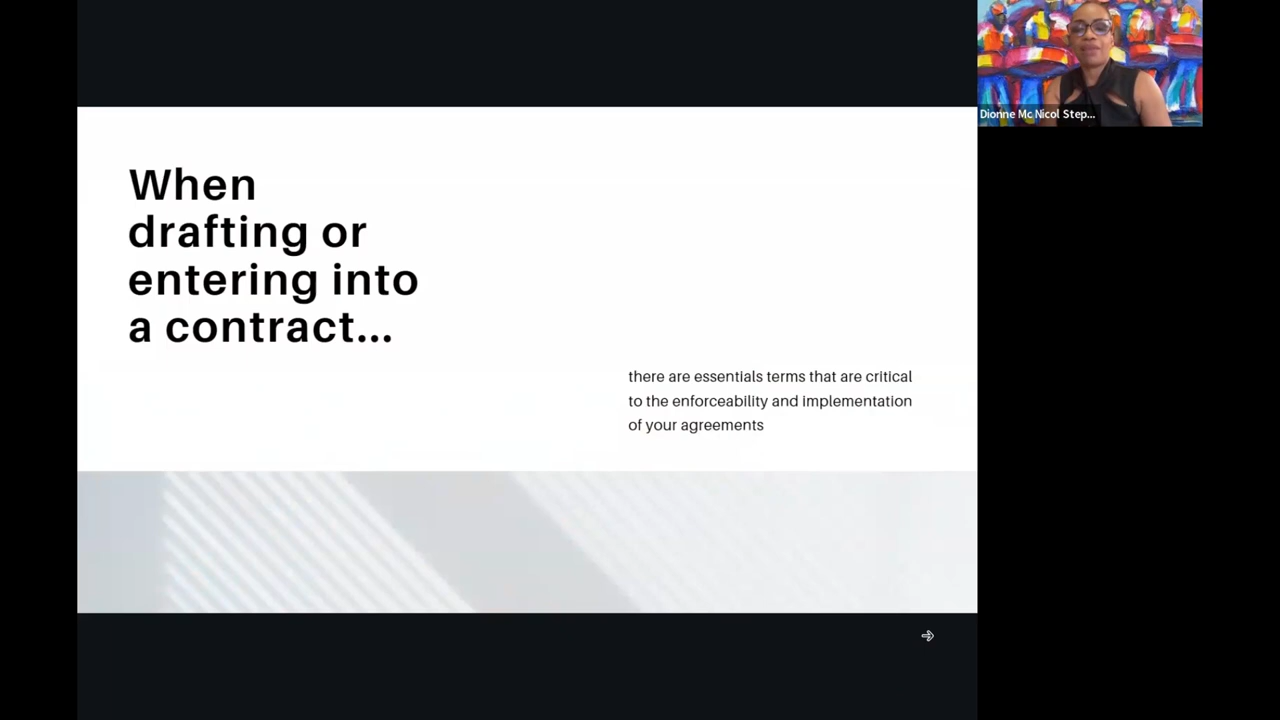 When
drafting or
entering into
a contract...
there are essentials terms that are critical
to the enforceability and implementation
of your agreements
Dionne Mc Nicol Step...